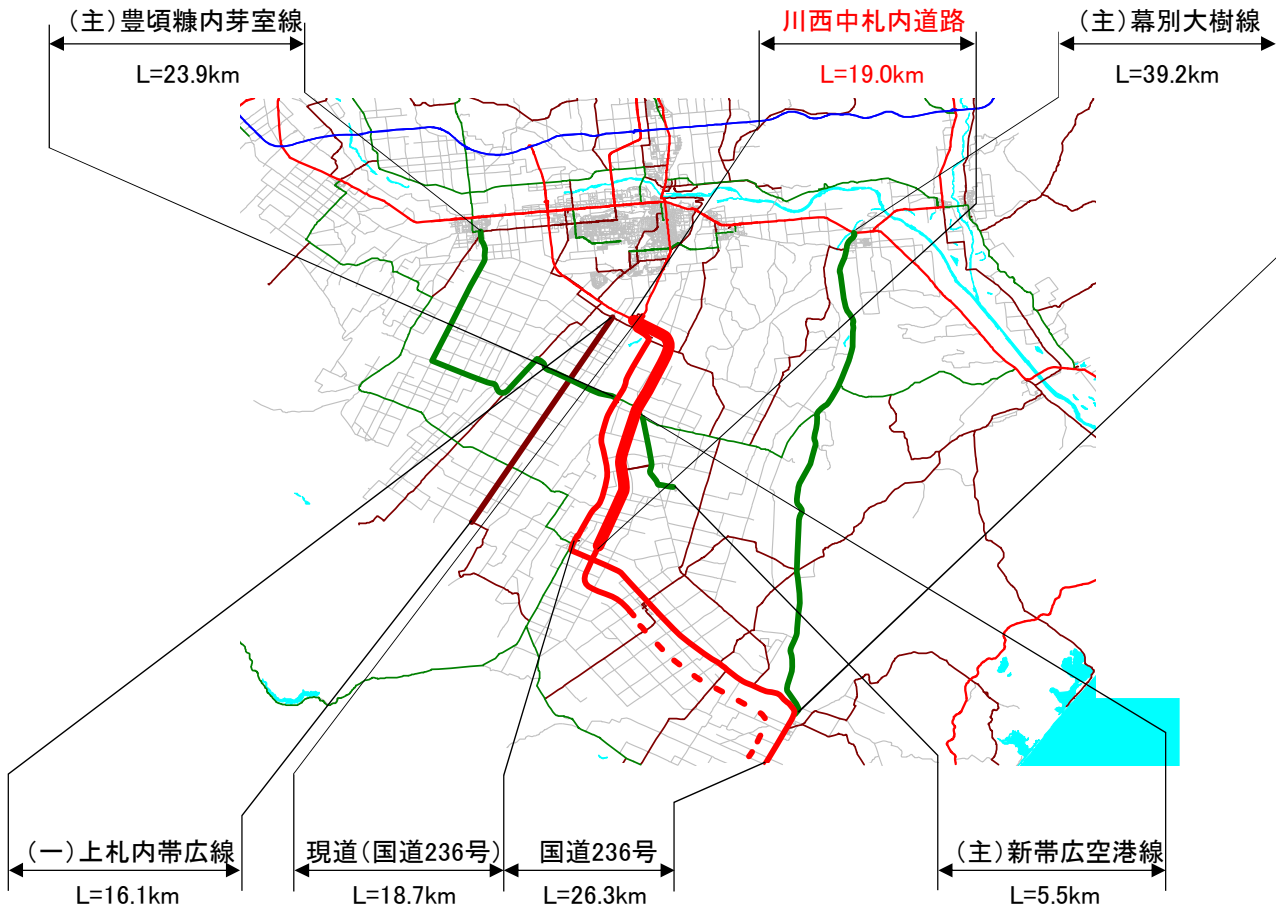 (主)豊頃糠内芽室線
L=23.9km
川西中札内道路
L=19.0km
(主)幕別大樹線
L=39.2km
(一)上札内帯広線
L=16.1km
現道(国道236号)
L=18.7km
国道236号
L=26.3km
(主)新帯広空港線
L=5.5km